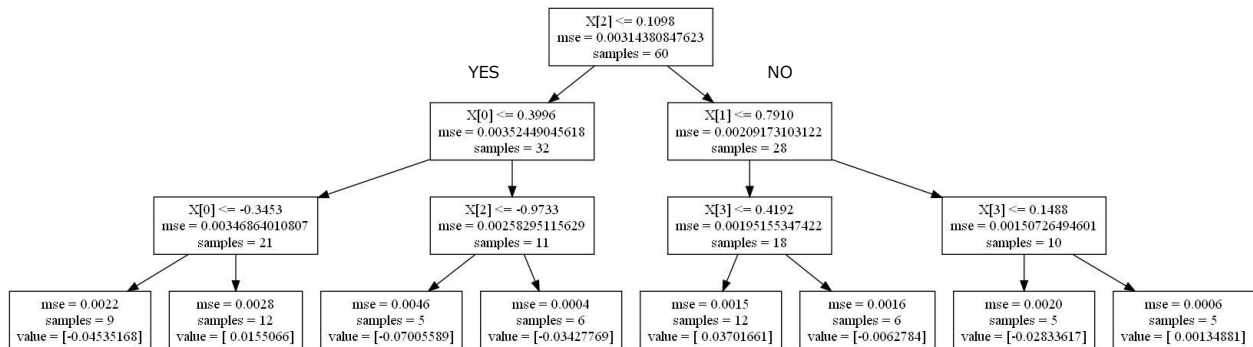 X[2] <= 0.1098
mse = 0.00314380847623
samples = 60
YES
NO
X[0] <= 0.3996
mse = 0.00352449045618
samples = 32
X[1] <= 0.7910
mse = 0.00209173103122
samples = 28
X[0] <= -0.3453
mse = 0.00346864010807
samples = 21
X[2] <= -0.9733
mse = 0.00258295115629
samples = 11
X[3] <= 0.4192
mse = 0.00195155347422
samples = 18
X[3] <= 0.1488
mse = 0.00150726494601
samples = 10
mse = 0.0022
samples = 9
value = [-0.04535168]
mse = 0.0028
samples = 12
value = [ 0.0155066]
mse = 0.0046
samples = 5
value = [-0.07005589]
mse = 0.0004
samples = 6
value = [-0.03427769]
mse = 0.0015
samples = 12
value = [ 0.03701661]
mse = 0.0016
samples = 6
value = [-0.0062784]
mse = 0.0020
samples = 5
value = [-0.02833617]
mse = 0.0006
samples = 5
value = [ 0.00134881]